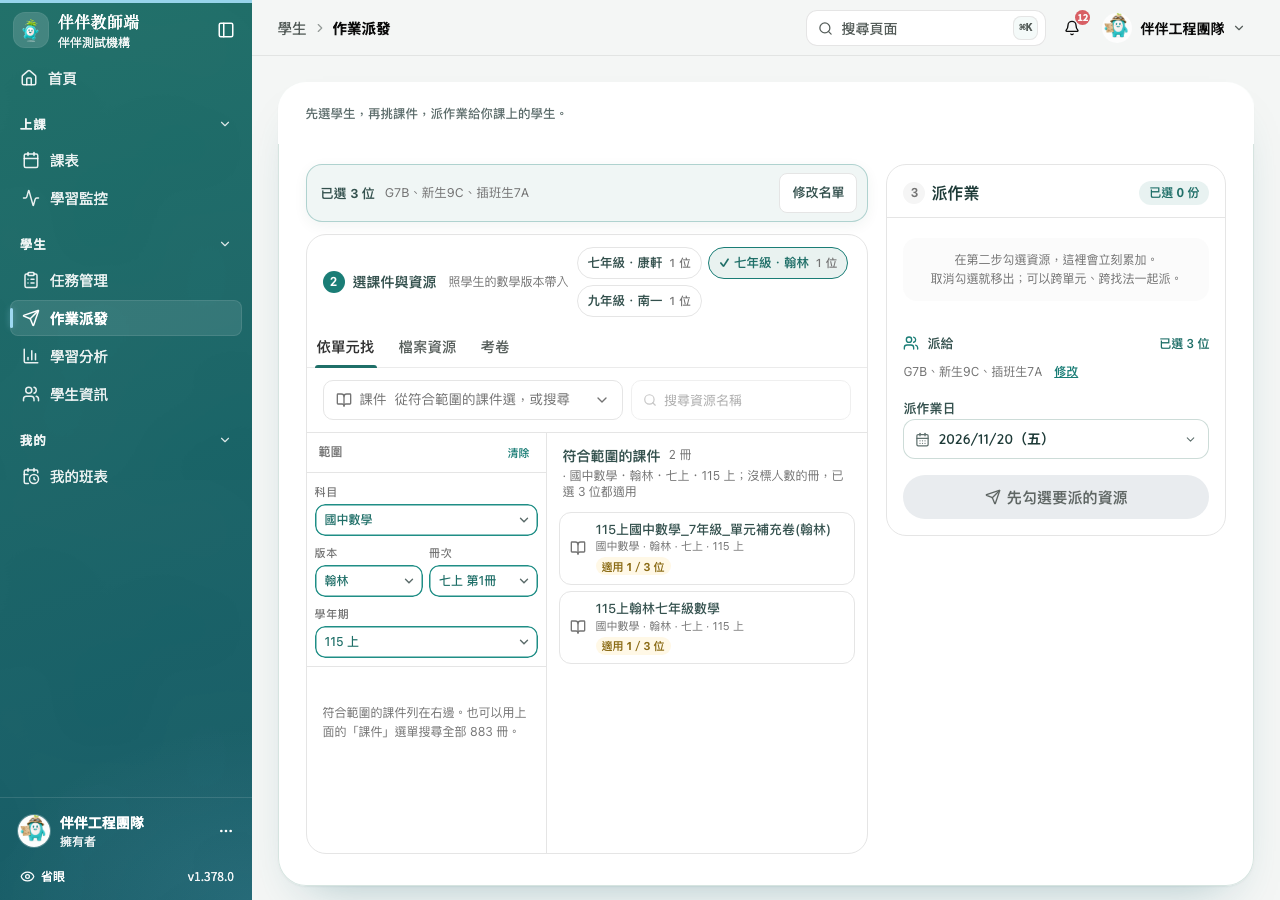 伴伴教師端
伴伴測試機構
首頁
上課
課表
學習監控
學生
任務管理
作業派發
學習分析
學生資訊
我的
我的班表
伴伴工程團隊
擁有者
省眼
v1.378.0
學生 > 作業派發
搜尋頁面
⌘K
12
伴伴工程團隊
先選學生，再挑課件，派作業給你課上的學生。
已選 3 位 G7B、新生9C、插班生7A
修改名單
2 選課件與資源 照學生的數學版本帶入
七年級 · 康軒 1 位
✓ 七年級 · 翰林 1 位
九年級 · 南一 1 位
依單元找
檔案資源
考卷
課件 從符合範圍的課件選，或搜尋
搜尋資源名稱
範圍
清除
科目
國中數學
版本
冊次
翰林
七上 第1冊
學年期
115 上
符合範圍的課件列在右邊。也可以用上
面的「課件」選單搜尋全部 883 冊。
符合範圍的課件 2 冊
· 國中數學 · 翰林 · 七上 · 115 上；沒標人數的冊，已
選 3 位都適用
115上國中數學_7年級_單元補充卷(翰林)
國中數學 · 翰林 · 七上 · 115 上
適用 1 / 3 位
115上翰林七年級數學
國中數學 · 翰林 · 七上 · 115 上
適用 1 / 3 位
3 派作業
已選 0 份
在第二步勾選資源，這裡會立刻累加。
取消勾選就移出；可以跨單元、跨找法一起派。
派給
已選 3 位
G7B、新生9C、插班生7A 修改
派作業日
2026/11/20（五）
先勾選要派的資源